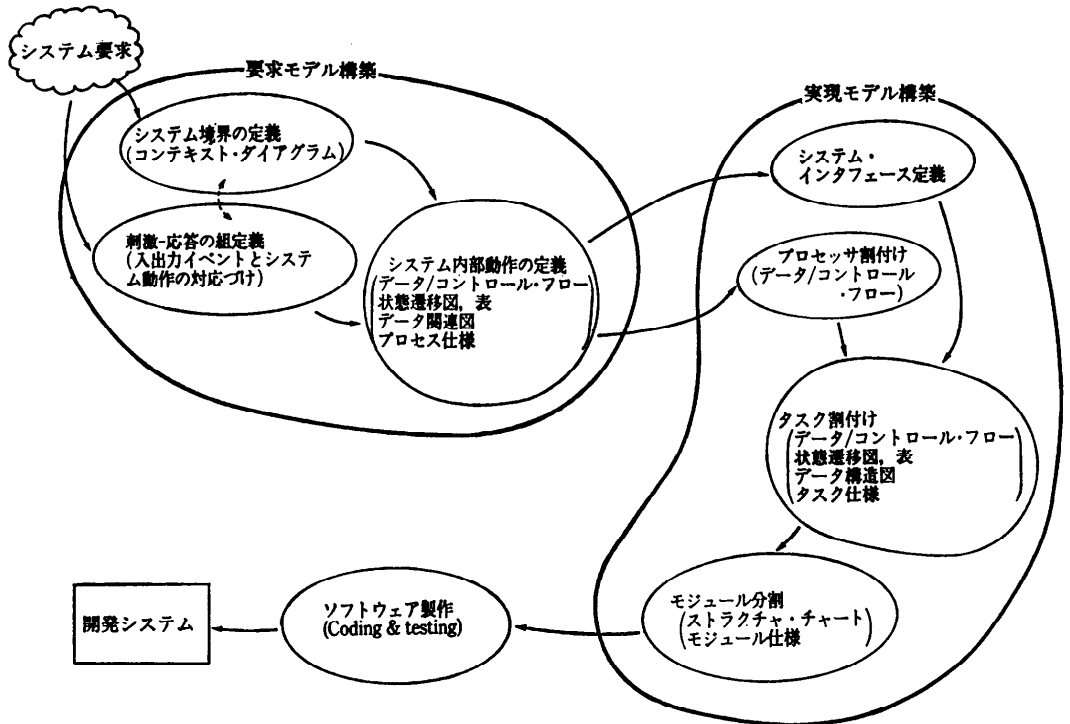 システム要求
要求モデル構築
システム境界の定義
(コンテキスト・ダイアグラム)
刺激-応答の組定義
(入出力イベントとシステ
ム動作の対応づけ)
システム内部動作の定義
データ/コントロール・フロー
状態遷移図,表
データ関連図
プロセス仕様
実現モデル構築
システム・
インタフェース定義
プロセッサ割付け
(データ/コントロール
・フロー)
タスク割付け
データ/コントロール・フロー
状態遷移図,表
データ構造図
タスク仕様
モジュール分割
ストラクチャ・チャート
モジュール仕様
ソフトウェア製作
(Coding & testing)
開発システム